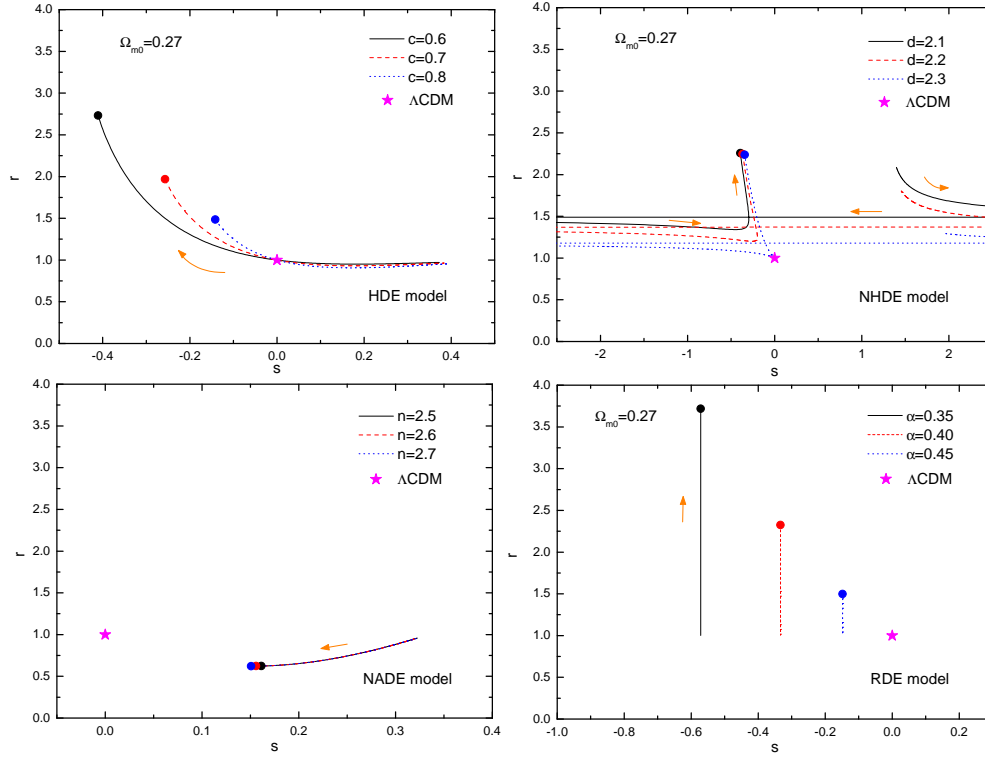 4.0
3.5
3.0
2.5
2.0
1.5
1.0
0.5
0.0
r
Ω_m0=0.27
c=0.6
c=0.7
c=0.8
ΛCDM
HDE model
-0.4 -0.2 0.0 0.2 0.4
s
4.0
3.5
3.0
2.5
2.0
1.5
1.0
0.5
0.0
r
Ω_m0=0.27
d=2.1
d=2.2
d=2.3
ΛCDM
NHDE model
-2 -1 0 1 2
s
4.0
3.5
3.0
2.5
2.0
1.5
1.0
0.5
0.0
r
n=2.5
n=2.6
n=2.7
ΛCDM
NADE model
0.0 0.1 0.2 0.3 0.4
s
4.0
3.5
3.0
2.5
2.0
1.5
1.0
0.5
0.0
r
Ω_m0=0.27
α=0.35
α=0.40
α=0.45
ΛCDM
RDE model
-1.0 -0.8 -0.6 -0.4 -0.2 0.0 0.2
s